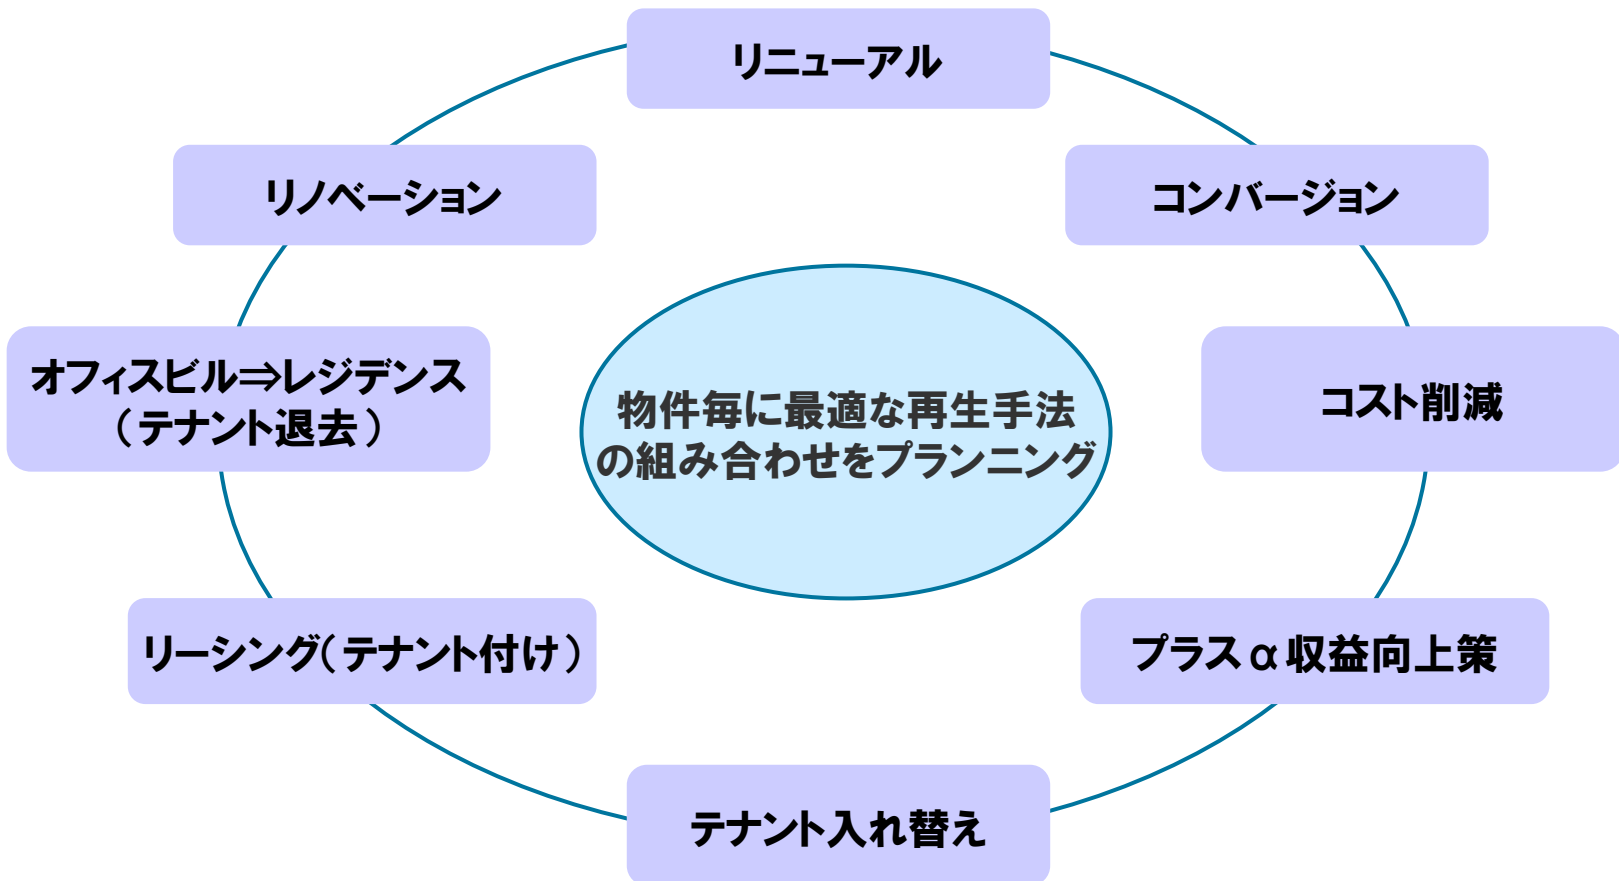 リニューアル
リノベーション
コンバージョン
オフィスビル⇒レジデンス
（テナント退去）
物件毎に最適な再生手法
の組み合わせをプランニング
コスト削減
リーシング（テナント付け）
プラスα収益向上策
テナント入れ替え